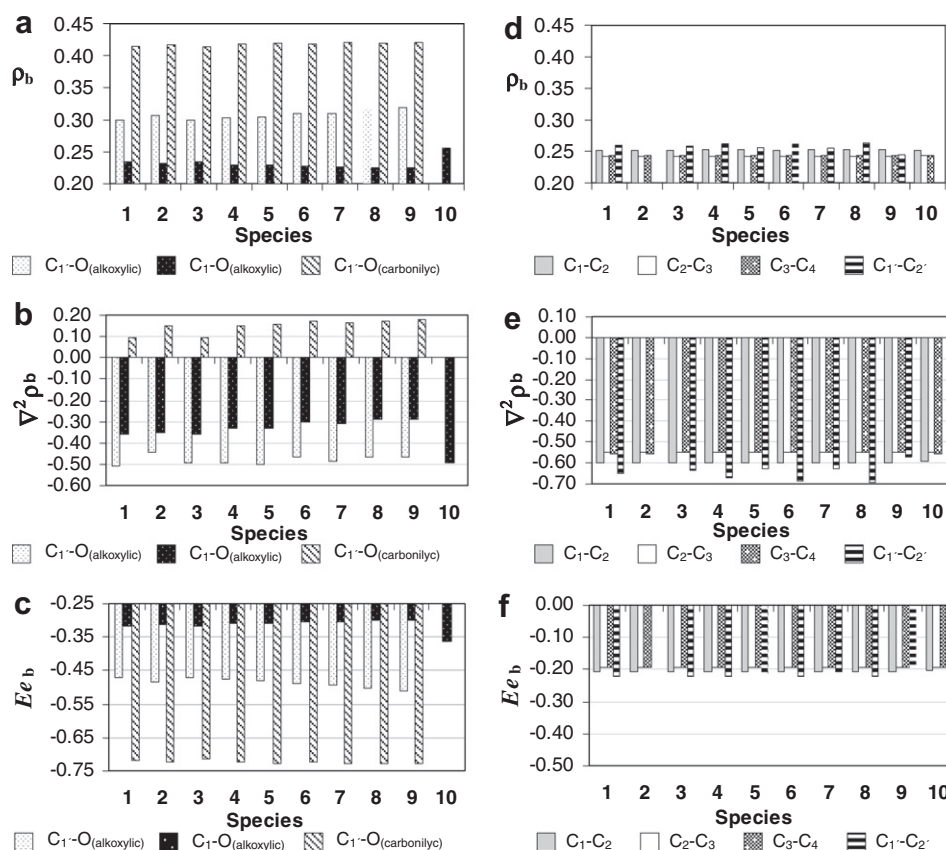 a
ρb
0.45
0.40
0.35
0.30
0.25
0.20
1 2 3 4 5 6 7 8 9 10
Species
C1´-O(alkoxylic) C1-O(alkoxylic) C1´-O(carbonilyc)
b
∇²ρb
0.20
0.10
0.00
-0.10
-0.20
-0.30
-0.40
-0.50
-0.60
1 2 3 4 5 6 7 8 9 10
Species
C1´-O(alkoxylic) C1-O(alkoxylic) C1´-O(carbonilyc)
c
Eeb
-0.25
-0.35
-0.45
-0.55
-0.65
-0.75
1 2 3 4 5 6 7 8 9 10
Species
C1´-O(alkoxylic) C1-O(alkoxylic) C1´-O(carbonilyc)
d
ρb
0.45
0.40
0.35
0.30
0.25
0.20
1 2 3 4 5 6 7 8 9 10
Species
C1-C2 C2-C3 C3-C4 C1´-C2´
e
∇²ρb
0.10
0.00
-0.10
-0.20
-0.30
-0.40
-0.50
-0.60
-0.70
1 2 3 4 5 6 7 8 9 10
Species
C1-C2 C2-C3 C3-C4 C1´-C2´
f
Eeb
0.00
-0.10
-0.20
-0.30
-0.40
-0.50
1 2 3 4 5 6 7 8 9 10
Species
C1-C2 C2-C3 C3-C4 C1´-C2´